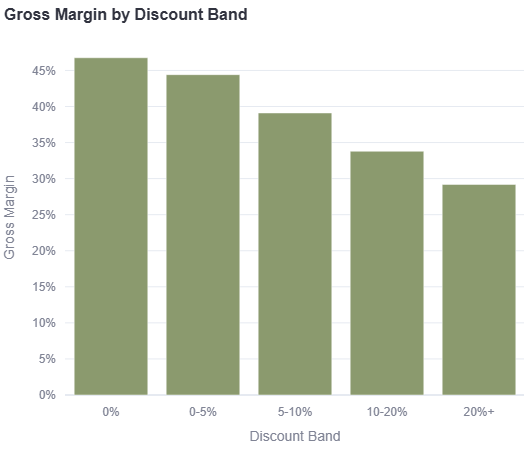 Gross Margin by Discount Band
45%
40%
35%
30%
25%
20%
15%
10%
5%
0%
Gross Margin
0% 0-5% 5-10% 10-20% 20%+
Discount Band